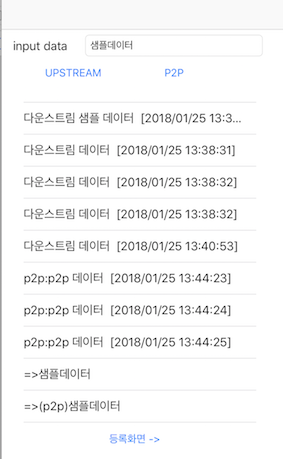 input data 샘플데이터
UPSTREAM P2P
다운스트림 샘플 데이터 [2018/01/25 13:3...
다운스트림 데이터 [2018/01/25 13:38:31]
다운스트림 데이터 [2018/01/25 13:38:32]
다운스트림 데이터 [2018/01/25 13:38:32]
다운스트림 데이터 [2018/01/25 13:40:53]
p2p:p2p 데이터 [2018/01/25 13:44:23]
p2p:p2p 데이터 [2018/01/25 13:44:24]
p2p:p2p 데이터 [2018/01/25 13:44:25]
=>샘플데이터
=>(p2p)샘플데이터
등록화면 ->